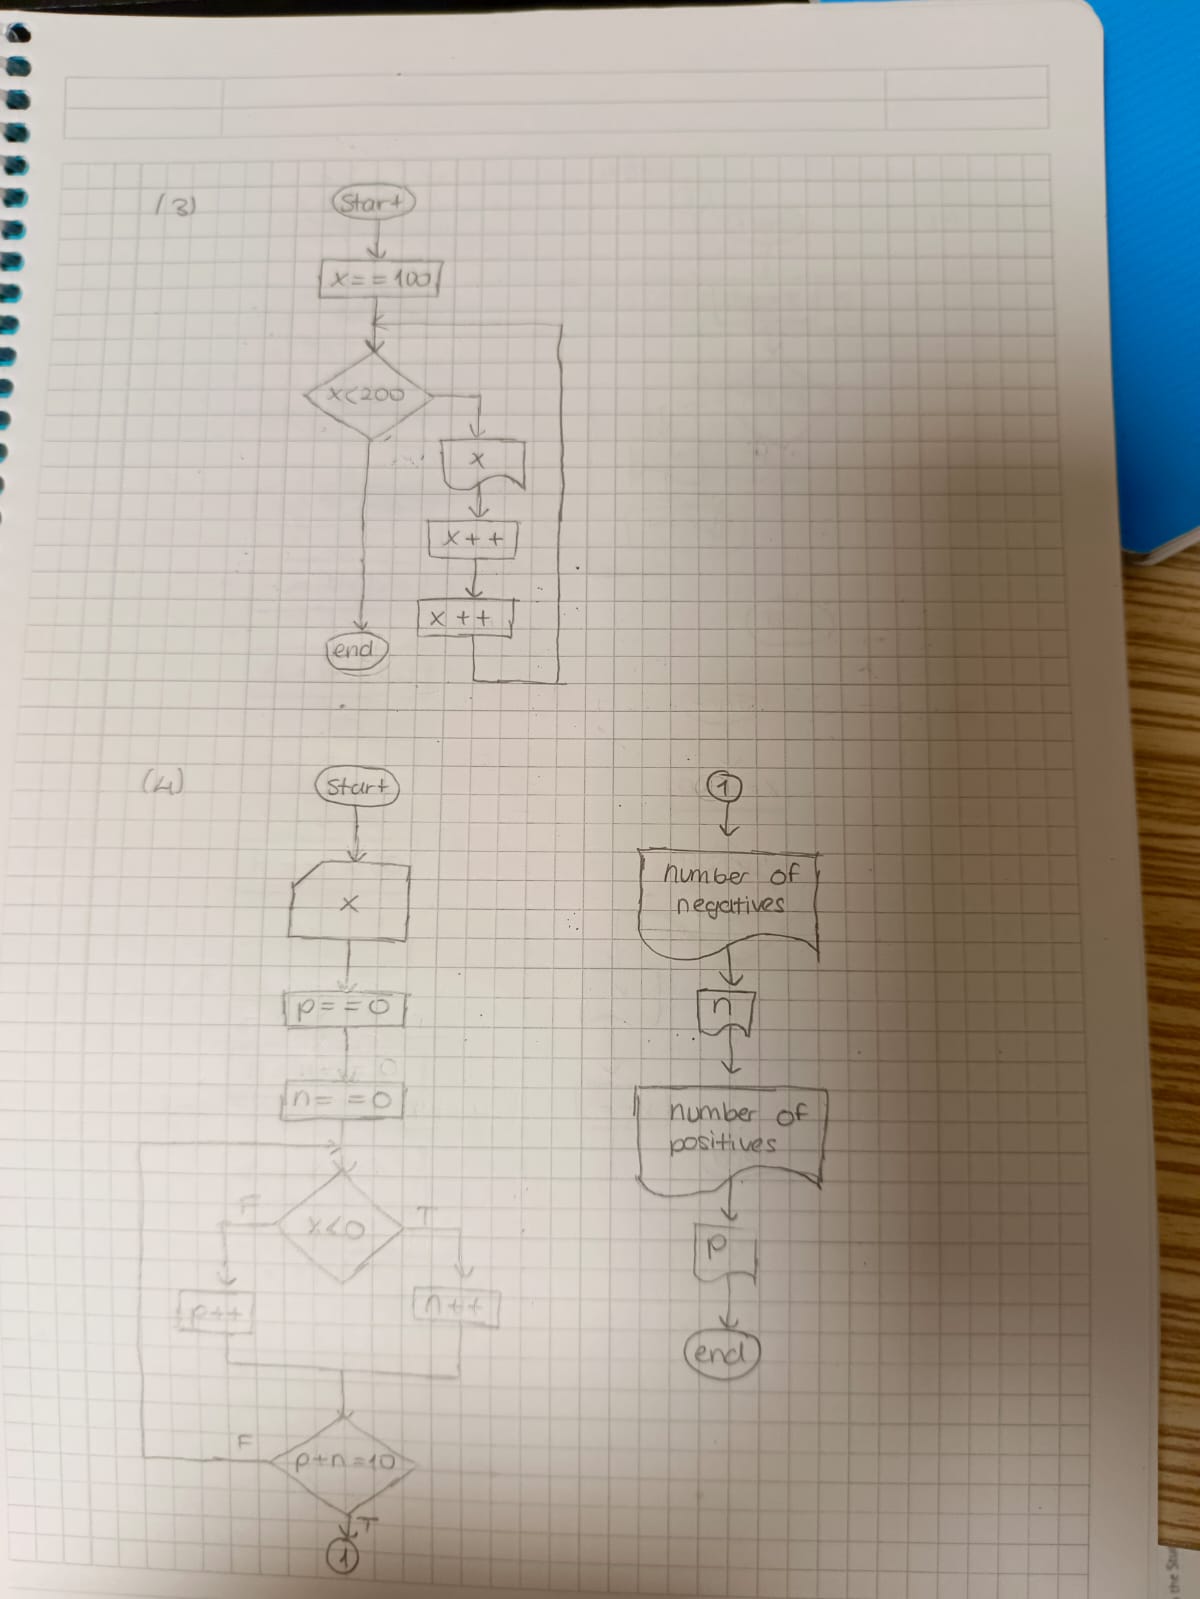 (3)
Start
x==100
x<200
x
x++
x++
end
(4)
Start
x
p==0
n==0
x<0
F
T
p++
n++
p+n=10
F
T
1
1
number of
negatives
n
number of
positives
p
end
the Stu